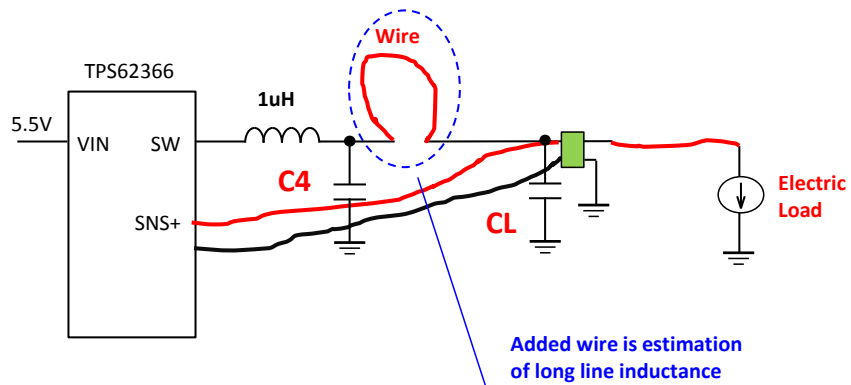 Wire
TPS62366
1uH
5.5V
VIN
SW
C4
SNS+
CL
Electric
Load
Added wire is estimation
of long line inductance